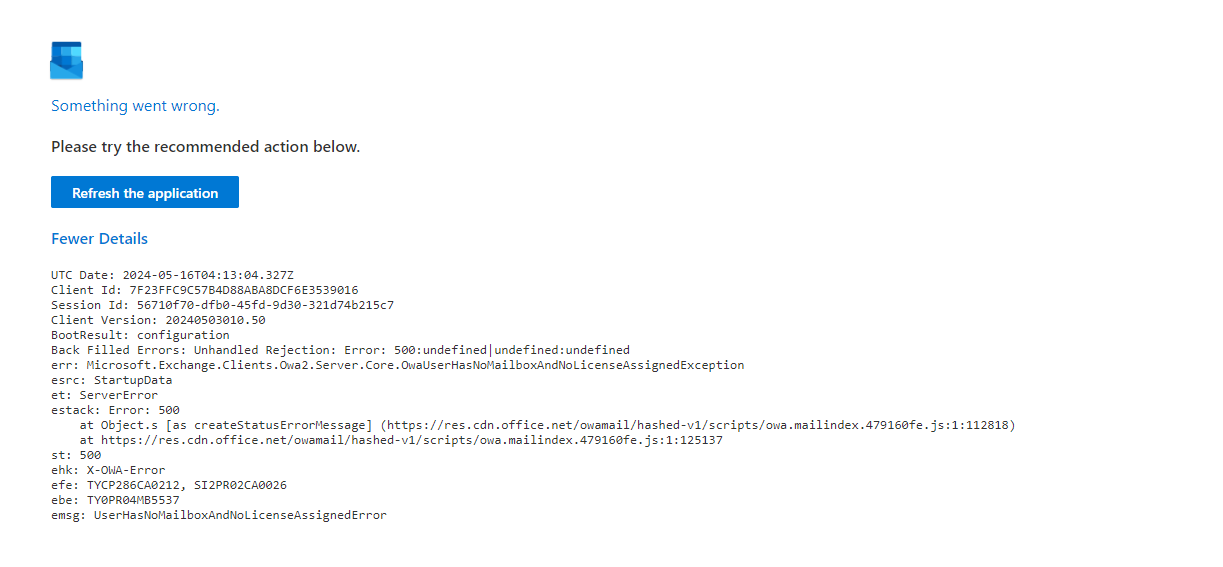 Something went wrong.
Please try the recommended action below.
Refresh the application
Fewer Details
UTC Date: 2024-05-16T04:13:04.327Z
Client Id: 7F23FFC9C57B4D88ABA8DCF6E3539016
Session Id: 56710f70-dfb0-45fd-9d30-321d74b215c7
Client Version: 20240503010.50
BootResult: configuration
Back Filled Errors: Unhandled Rejection: Error: 500:undefined|undefined:undefined
err: Microsoft.Exchange.Clients.Owa2.Server.Core.OwaUserHasNoMailboxAndNoLicenseAssignedException
esrc: StartupData
et: ServerError
estack: Error: 500
    at Object.s [as createStatusErrorMessage] (https://res.cdn.office.net/owamail/hashed-v1/scripts/owa.mailindex.479160fe.js:1:112818)
    at https://res.cdn.office.net/owamail/hashed-v1/scripts/owa.mailindex.479160fe.js:1:125137
st: 500
ehk: X-OWA-Error
efe: TYCP286CA0212, SI2PR02CA0026
ebe: TY0PR04MB5537
emsg: UserHasNoMailboxAndNoLicenseAssignedError